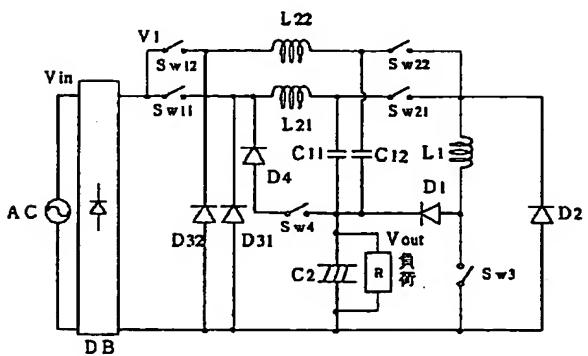 L22
V1
Sw12
Sw22
Vin
Sw11
L21
Sw21
C11
C12
L1
D4
D1
D2
AC
D32
D31
Sw4
Vout
C2
R
負荷
Sw3
DB